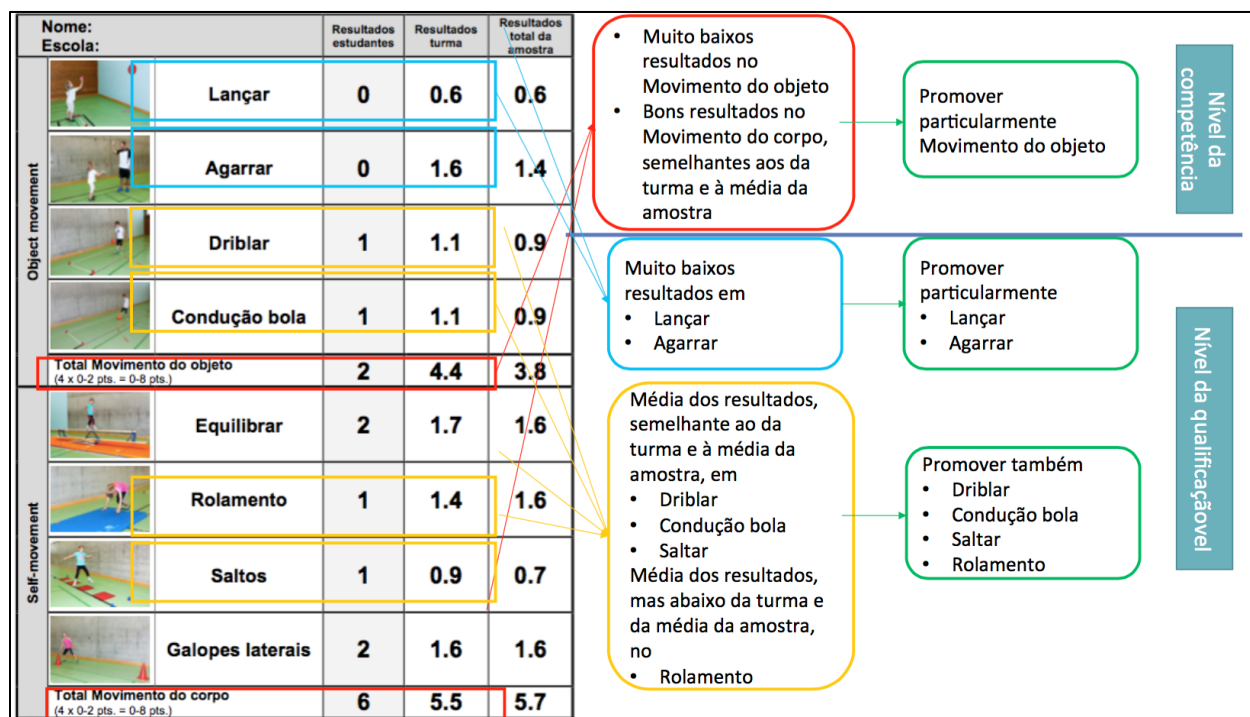 Nome:
Escola:
Resultados
estudantes
Resultados
turma
Resultados
total da
amostra
Object movement
Lançar 0 0.6 0.6
Agarrar 0 1.6 1.4
Driblar 1 1.1 0.9
Condução bola 1 1.1 0.9
Total Movimento do objeto
(4 x 0-2 pts. = 0-8 pts.)
2 4.4 3.8
Self-movement
Equilibrar 2 1.7 1.6
Rolamento 1 1.4 1.6
Saltos 1 0.9 0.7
Galopes laterais 2 1.6 1.6
Total Movimento do corpo
(4 x 0-2 pts. = 0-8 pts.)
6 5.5 5.7
• Muito baixos
resultados no
Movimento do objeto
• Bons resultados no
Movimento do corpo,
semelhantes aos da
turma e à média da
amostra
Promover
particularmente
Movimento do objeto
Nível da
competência
Muito baixos
resultados em
• Lançar
• Agarrar
Promover
particularmente
• Lançar
• Agarrar
Média dos resultados,
semelhante ao da
turma e à média da
amostra, em
• Driblar
• Condução bola
• Saltar
Média dos resultados,
mas abaixo da turma e
da média da amostra,
no
• Rolamento
Promover também
• Driblar
• Condução bola
• Saltar
• Rolamento
Nível da qualificaçãovel